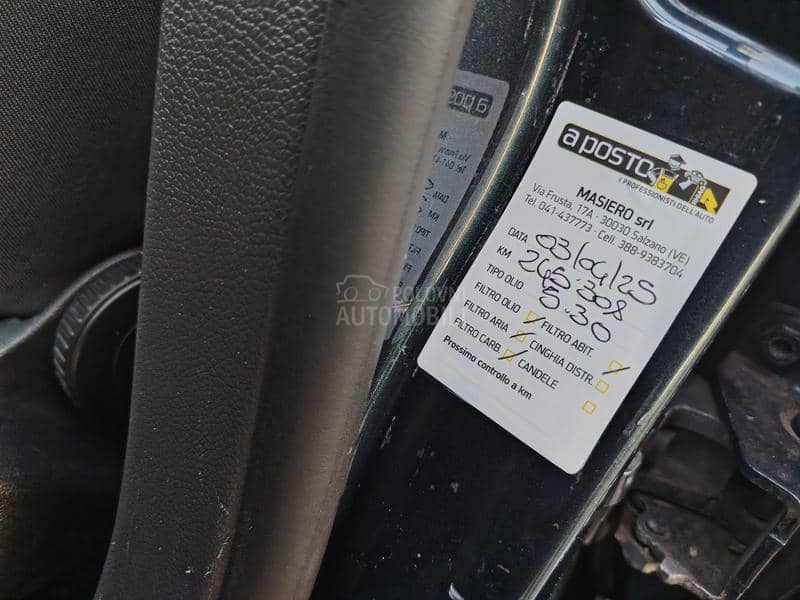 a POSTO
I PROFESSIONISTI DELL'AUTO
MASIERO srl
Via Frusta, 17A · 30030 Salzano (VE)
Tel. 041-437773 · Cell. 388-9383704
DATA 03/04/25
KM 265.308
TIPO OLIO 5.30
FILTRO OLIO FILTRO ABIT.
FILTRO ARIA CINGHIA DISTR.
FILTRO CARB. CANDELE
Prossimo controllo a km
POLOVNI
AUTOMOBILI